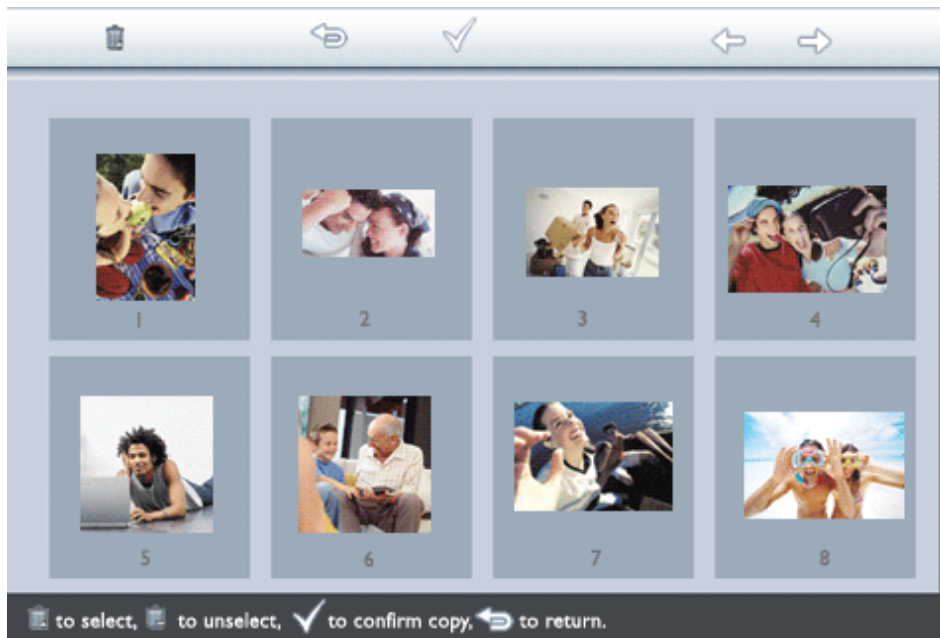 1 2 3 4
5 6 7 8
to select, to unselect, to confirm copy, to return.